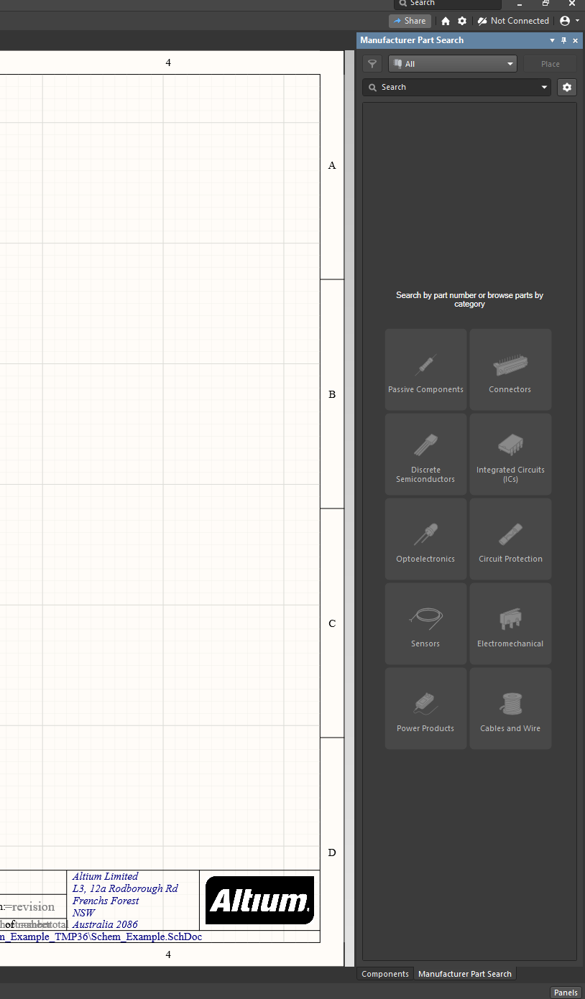 Search
Share
Not Connected
Manufacturer Part Search
All
Place
Search
4
A
B
C
D
Search by part number or browse parts by
category
Passive Components
Connectors
Discrete
Semiconductors
Integrated Circuits
(ICs)
Optoelectronics
Circuit Protection
Sensors
Electromechanical
Power Products
Cables and Wire
Altium Limited
L3, 12a Rodborough Rd
Frenchs Forest
NSW
Australia 2086
=revision
of
Altium.
m_Example_TMP36\Schem_Example.SchDoc
4
Components
Manufacturer Part Search
Panels